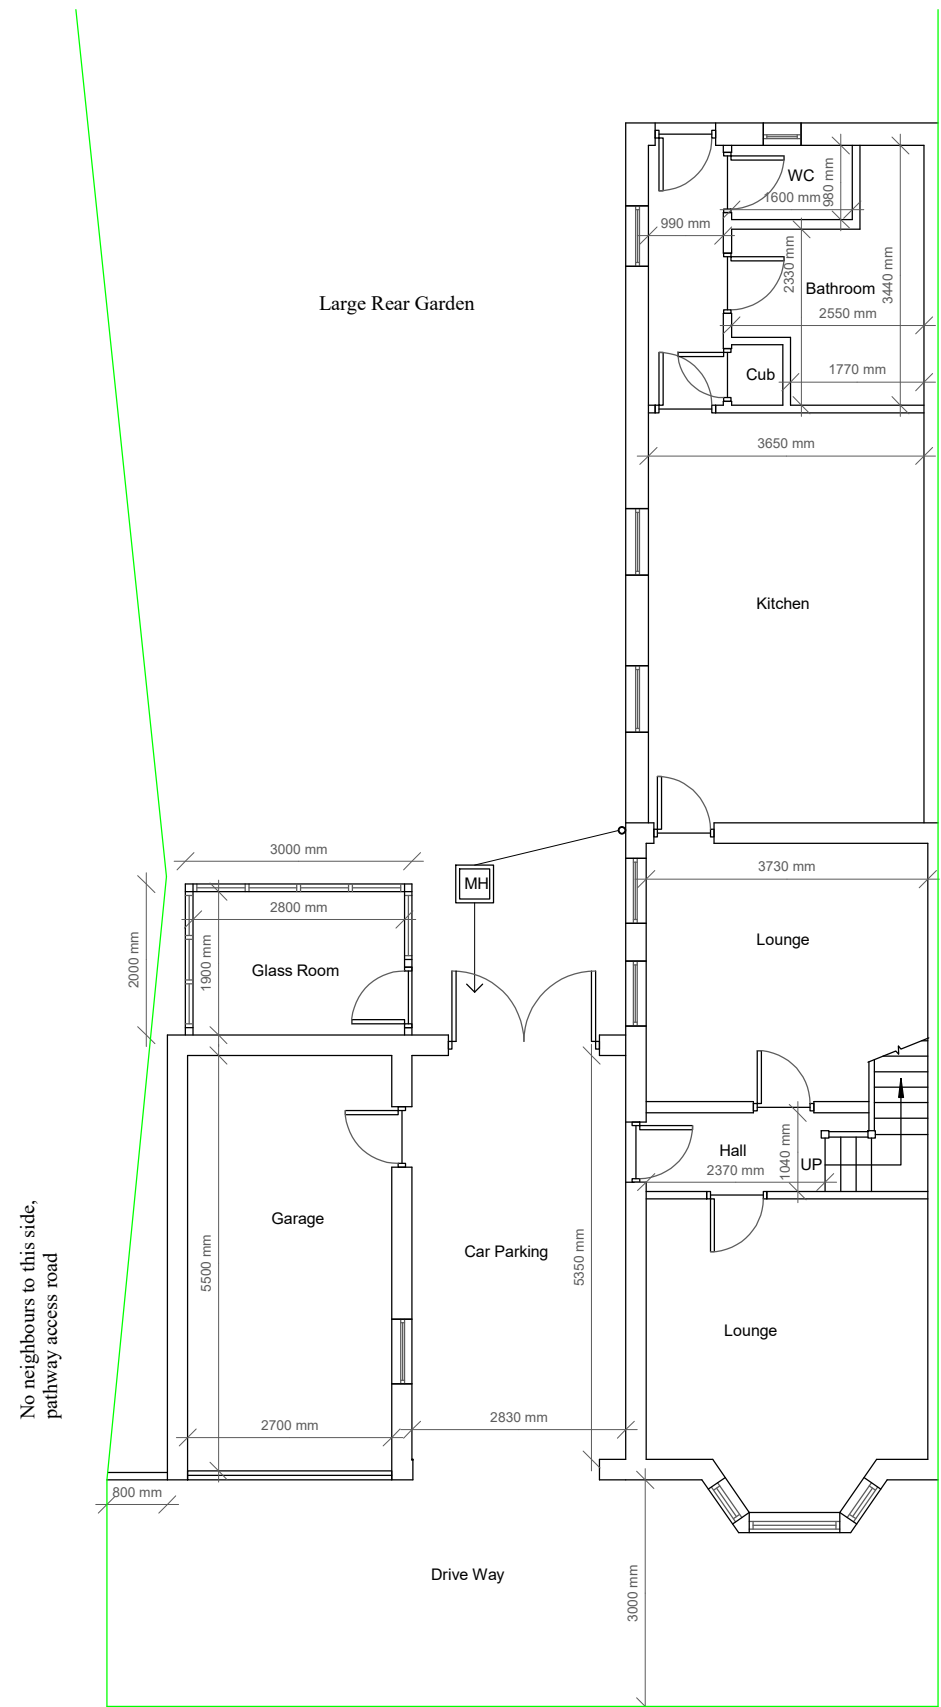 WC
980 mm
1600 mm
990 mm
2330 mm
Bathroom
3440 mm
2550 mm
Large Rear Garden
Cub
1770 mm
3650 mm
Kitchen
3000 mm
MH
3730 mm
2800 mm
Lounge
2000 mm
1900 mm
Glass Room
Hall
1040 mm
UP
2370 mm
No neighbours to this side,
pathway access road
Garage
5500 mm
Car Parking
5350 mm
Lounge
2700 mm
2830 mm
800 mm
Drive Way
3000 mm